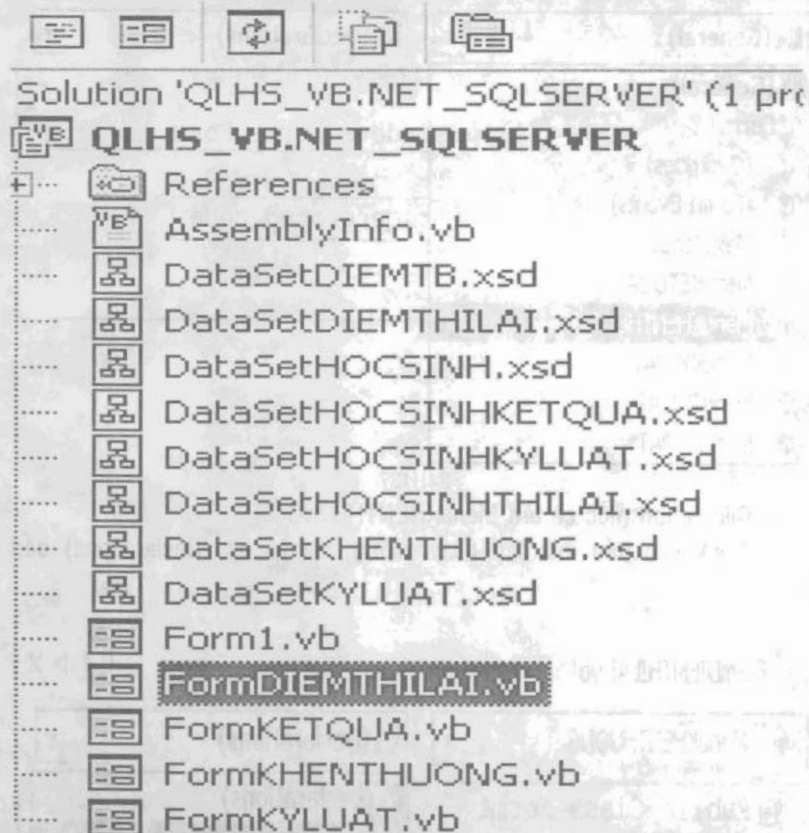 Solution 'QLHS_VB.NET_SQLSERVER' (1 pro
QLHS_VB.NET_SQLSERVER
References
AssemblyInfo.vb
DataSetDIEMTB.xsd
DataSetDIEMTHILAI.xsd
DataSetHOCSINH.xsd
DataSetHOCSINHKETQUA.xsd
DataSetHOCSINHKYLUAT.xsd
DataSetHOCSINHTHILAI.xsd
DataSetKHENTHUONG.xsd
DataSetKYLUAT.xsd
Form1.vb
FormDIEMTHILAI.vb
FormKETQUA.vb
FormKHENTHUONG.vb
FormKYLUAT.vb